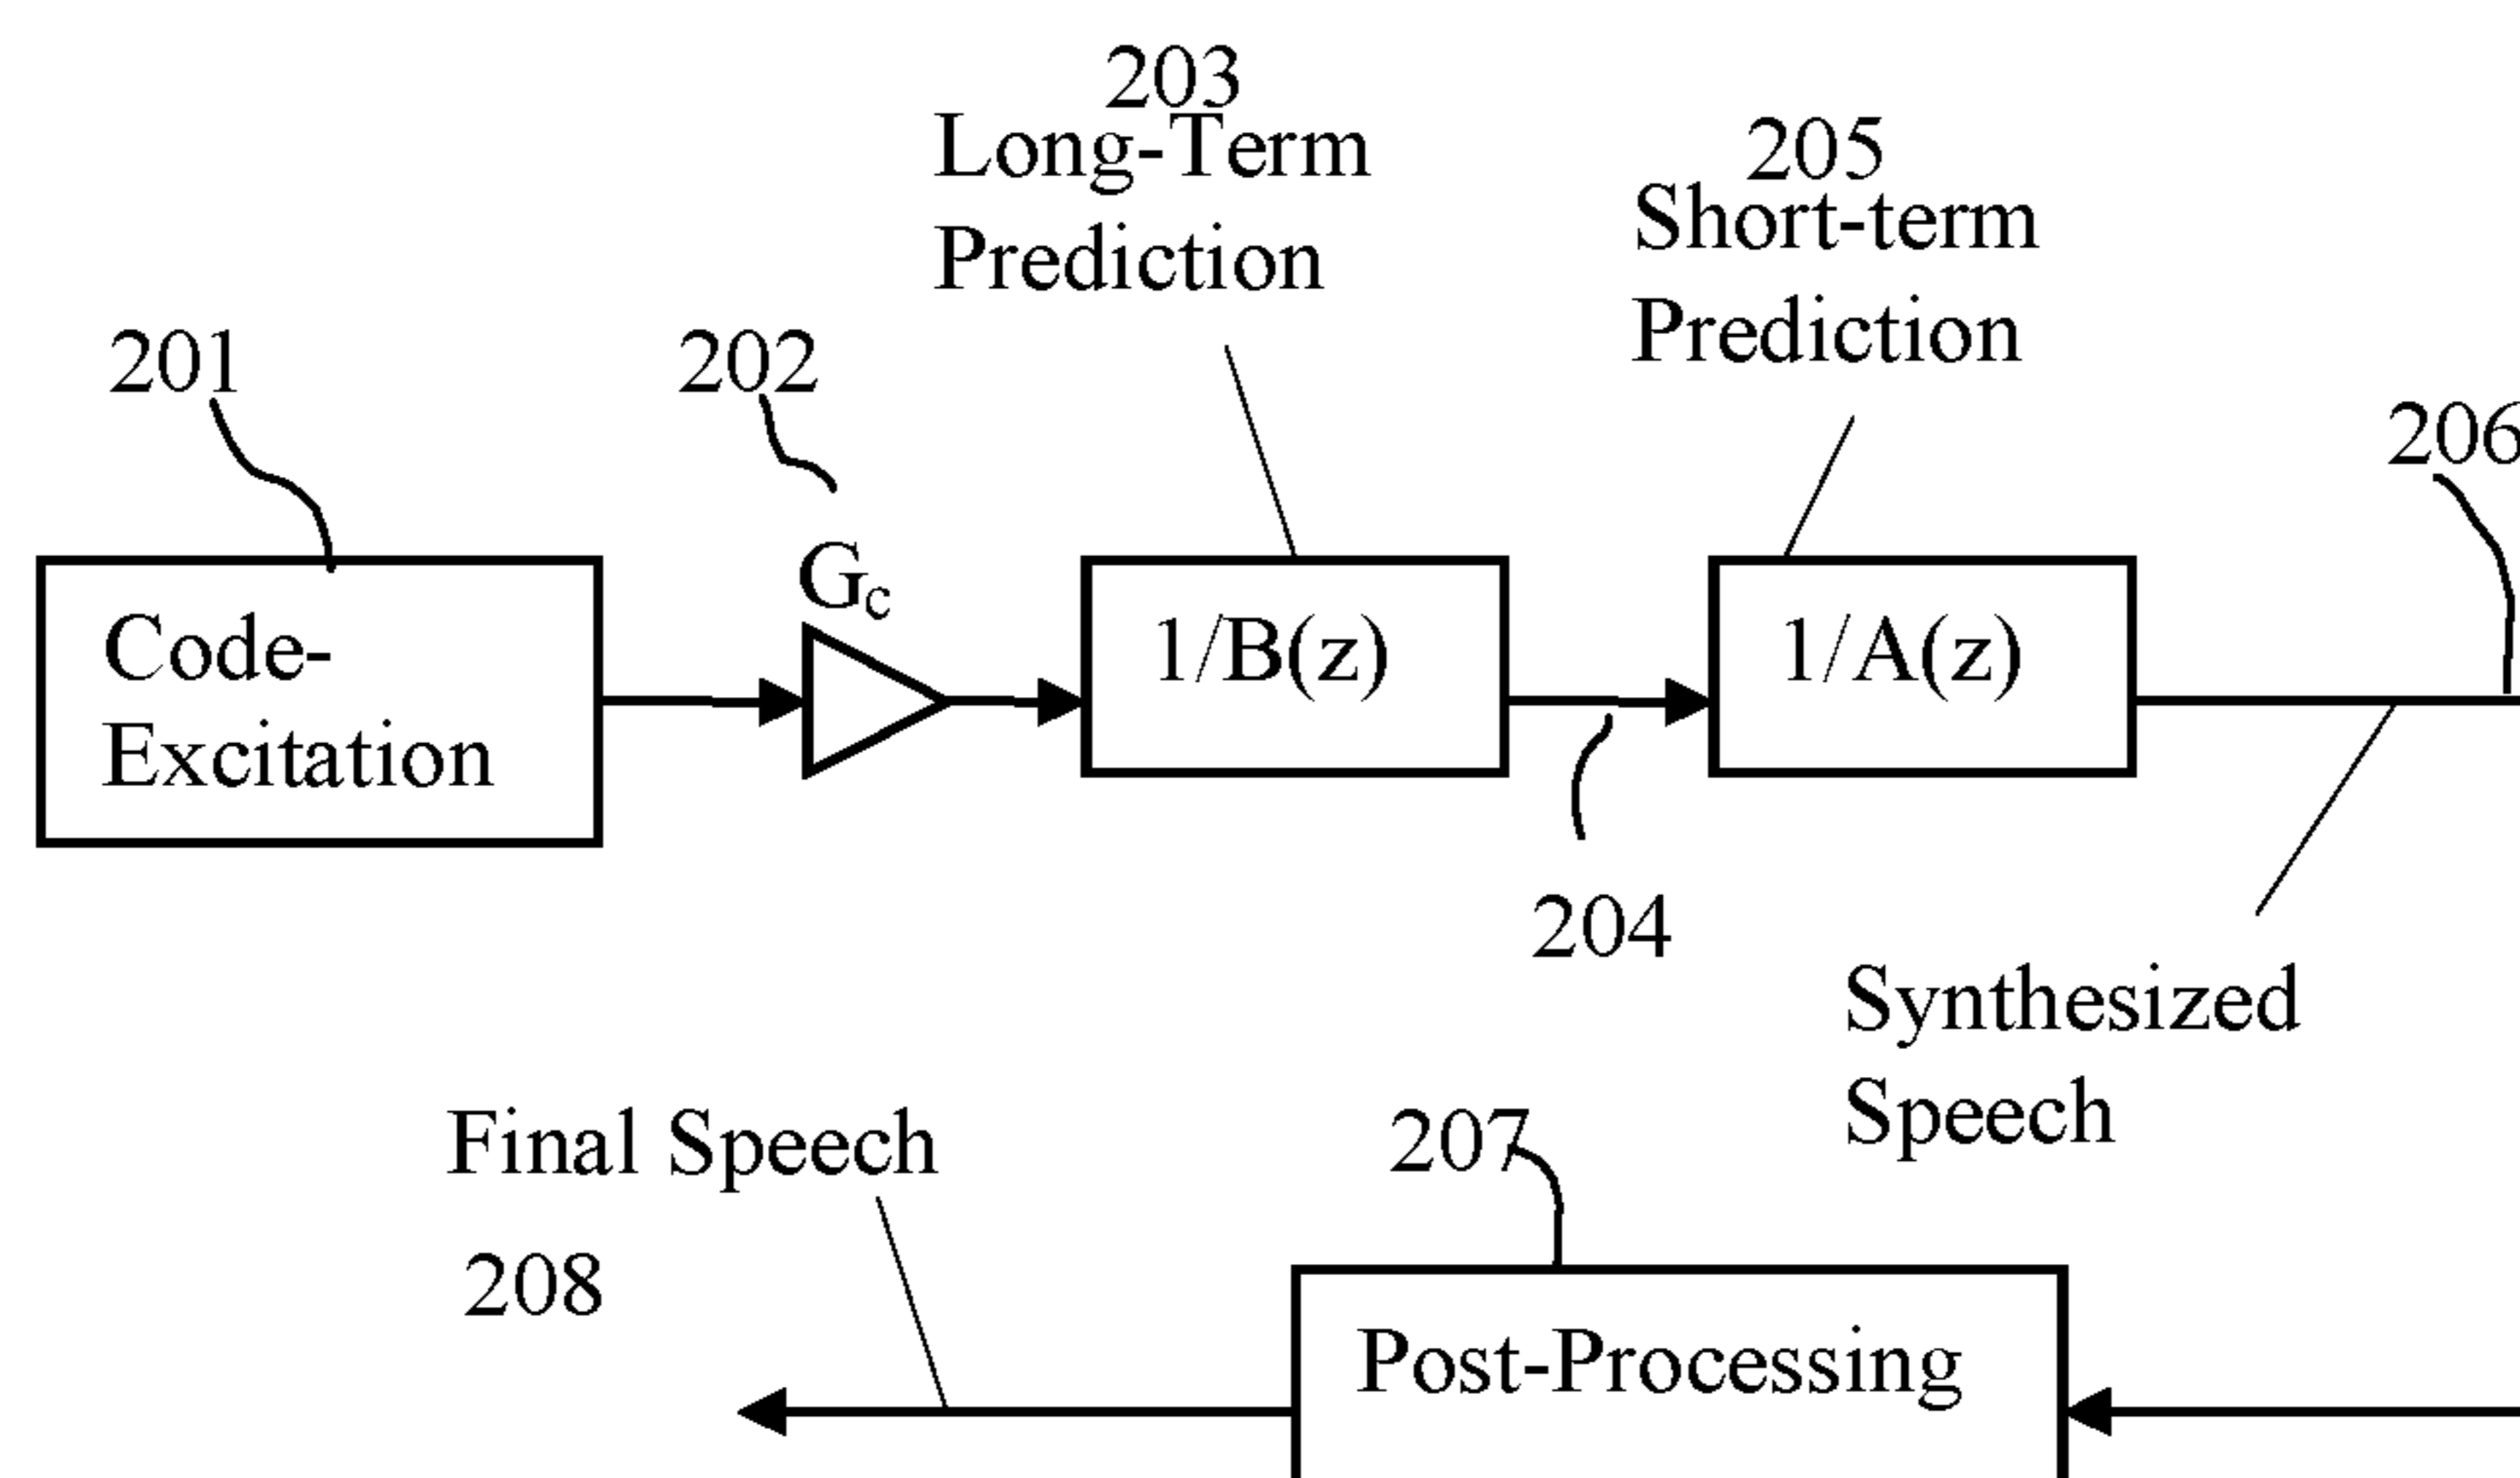 203
Long-Term
Prediction
205
Short-term
Prediction
201
202
206
G_c
Code-
Excitation
1/B(z)
1/A(z)
204
Synthesized
Speech
Final Speech
207
208
Post-Processing